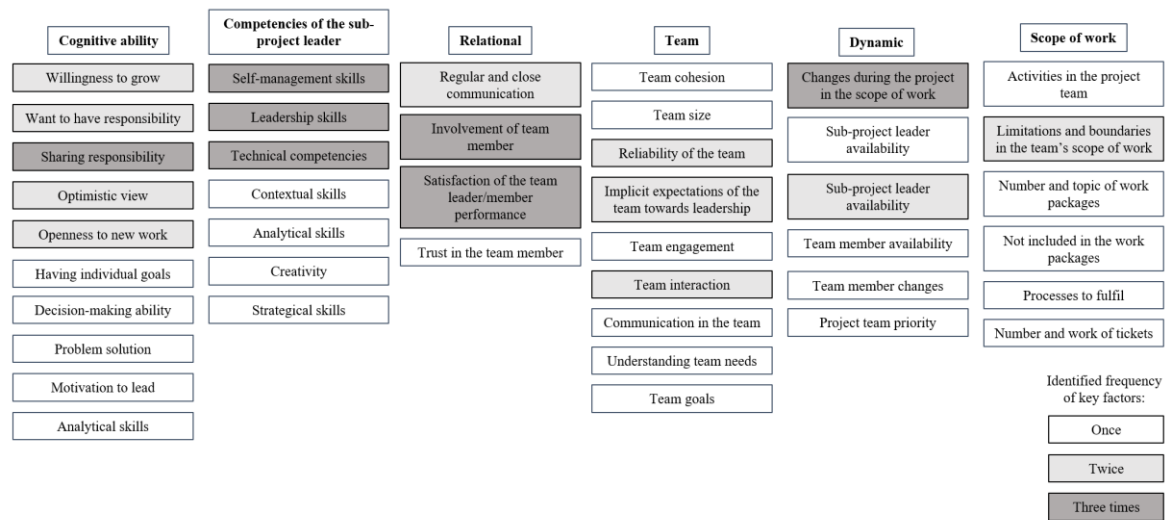 Cognitive ability
Willingness to grow
Want to have responsibility
Sharing responsibility
Optimistic view
Openness to new work
Having individual goals
Decision-making ability
Problem solution
Motivation to lead
Analytical skills
Competencies of the sub-
project leader
Self-management skills
Leadership skills
Technical competencies
Contextual skills
Analytical skills
Creativity
Strategical skills
Relational
Regular and close
communication
Involvement of team
member
Satisfaction of the team
leader/member
performance
Trust in the team member
Team
Team cohesion
Team size
Reliability of the team
Implicit expectations of the
team towards leadership
Team engagement
Team interaction
Communication in the team
Understanding team needs
Team goals
Dynamic
Changes during the project
in the scope of work
Sub-project leader
availability
Sub-project leader
availability
Team member availability
Team member changes
Project team priority
Scope of work
Activities in the project
team
Limitations and boundaries
in the team's scope of work
Number and topic of work
packages
Not included in the work
packages
Processes to fulfil
Number and work of tickets
Identified frequency
of key factors:
Once
Twice
Three times